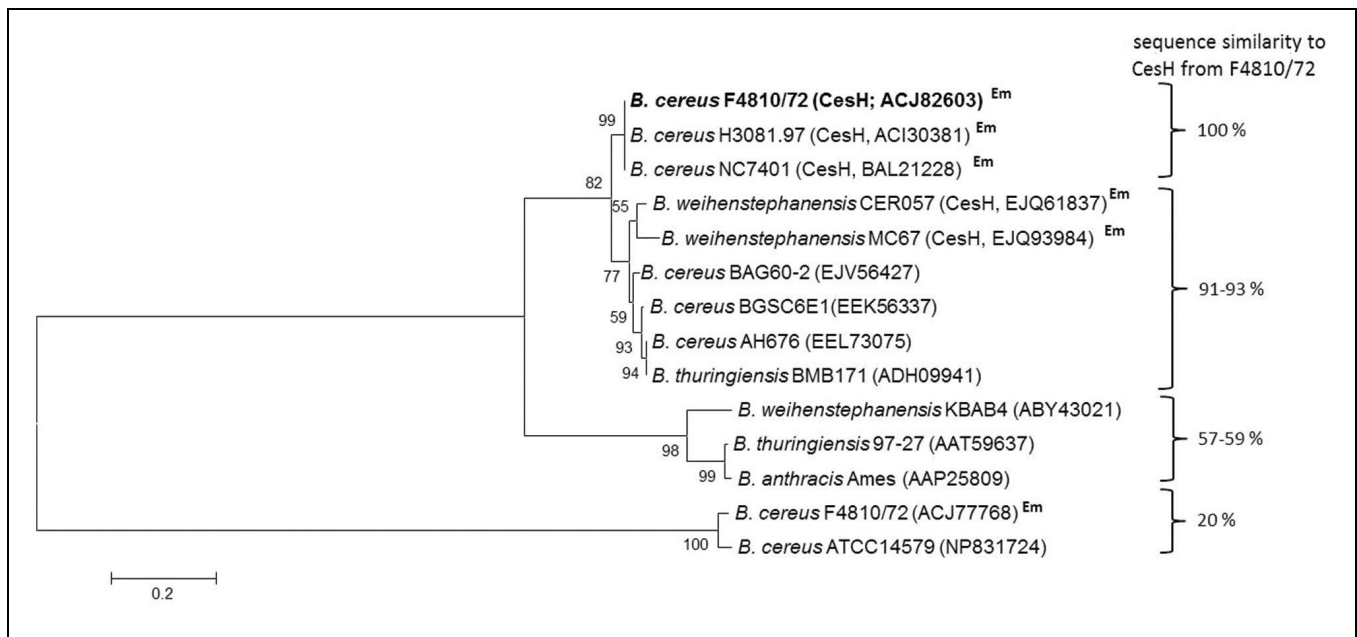 sequence similarity to
CesH from F4810/72
B. cereus F4810/72 (CesH; ACJ82603) Em
99
100 %
B. cereus H3081.97 (CesH, ACI30381) Em
B. cereus NC7401 (CesH, BAL21228) Em
82
B. weihenstephanensis CER057 (CesH, EJQ61837) Em
55
B. weihenstephanensis MC67 (CesH, EJQ93984) Em
B. cereus BAG60-2 (EJV56427)
77
91-93 %
B. cereus BGSC6E1(EEK56337)
59
B. cereus AH676 (EEL73075)
93
B. thuringiensis BMB171 (ADH09941)
94
B. weihenstephanensis KBAB4 (ABY43021)
57-59 %
B. thuringiensis 97-27 (AAT59637)
98
B. anthracis Ames (AAP25809)
99
B. cereus F4810/72 (ACJ77768) Em
20 %
B. cereus ATCC14579 (NP831724)
100
0.2